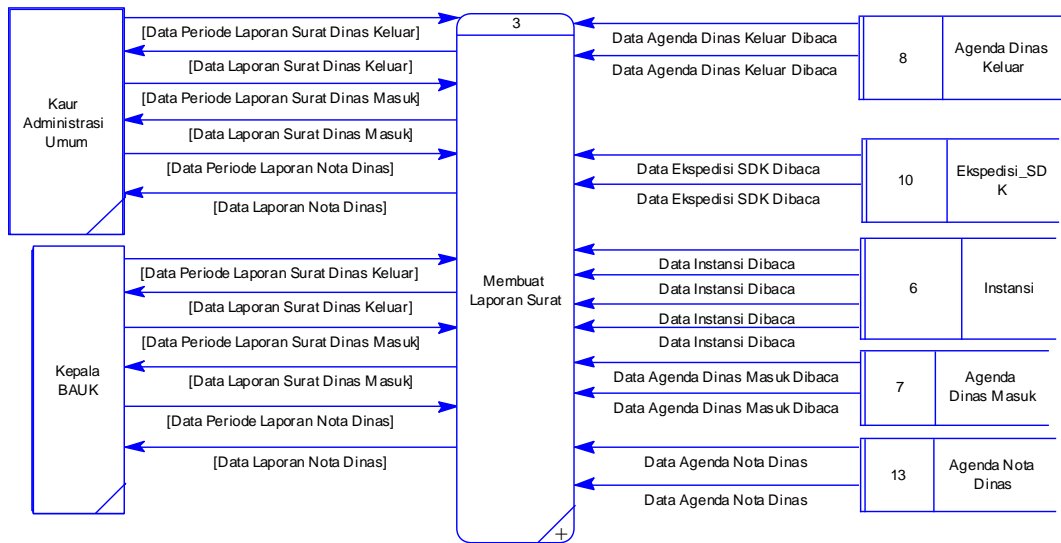 [Data Periode Laporan Surat Dinas Keluar]
[Data Laporan Surat Dinas Keluar]
[Data Periode Laporan Surat Dinas Masuk]
[Data Laporan Surat Dinas Masuk]
[Data Periode Laporan Nota Dinas]
[Data Laporan Nota Dinas]
Kaur
Administrasi
Umum
[Data Periode Laporan Surat Dinas Keluar]
[Data Laporan Surat Dinas Keluar]
[Data Periode Laporan Surat Dinas Masuk]
[Data Laporan Surat Dinas Masuk]
[Data Periode Laporan Nota Dinas]
[Data Laporan Nota Dinas]
Kepala
BAUK
3
Membuat
Laporan Surat
+
Data Agenda Dinas Keluar Dibaca
Data Agenda Dinas Keluar Dibaca
8
Agenda Dinas
Keluar
Data Ekspedisi SDK Dibaca
Data Ekspedisi SDK Dibaca
10
Ekspedisi_SD
K
Data Instansi Dibaca
Data Instansi Dibaca
Data Instansi Dibaca
Data Instansi Dibaca
6
Instansi
Data Agenda Dinas Masuk Dibaca
Data Agenda Dinas Masuk Dibaca
7
Agenda
Dinas Masuk
Data Agenda Nota Dinas
Data Agenda Nota Dinas
13
Agenda Nota
Dinas